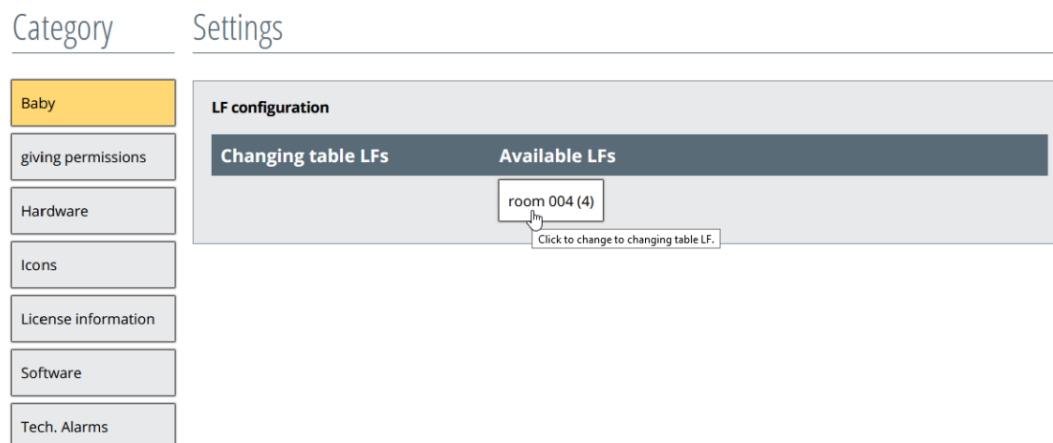 Category
Settings
Baby
giving permissions
Hardware
Icons
License information
Software
Tech. Alarms
LF configuration
Changing table LFs
Available LFs
room 004 (4)
Click to change to changing table LF.